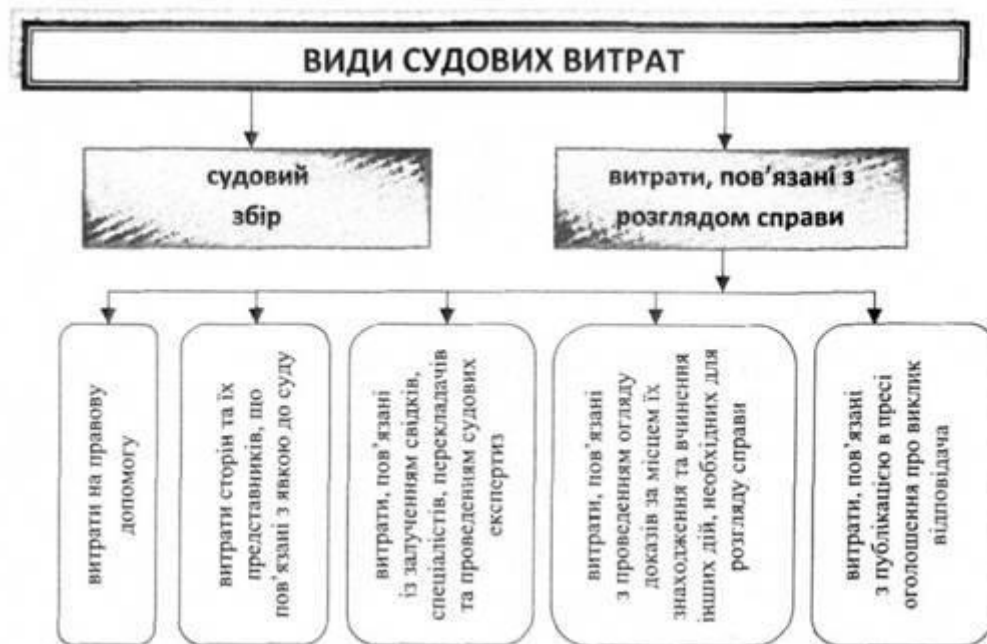 ВИДИ СУДОВИХ ВИТРАТ
судовий
збір
витрати, пов'язані з
розглядом справи
витрати на правову
допомогу
витрати сторін та їх
представників, що
пов'язані з явкою до суду
витрати, пов'язані
із залученням свідків,
спеціалістів, перекладачів
та проведенням судових
експертиз
витрати, пов'язані
з проведенням огляду
доказів за місцем їх
знаходження та вчинення
інших дій, необхідних для
розгляду справи
витрати, пов'язані
з публікацією в пресі
оголошення про виклик
відповідача